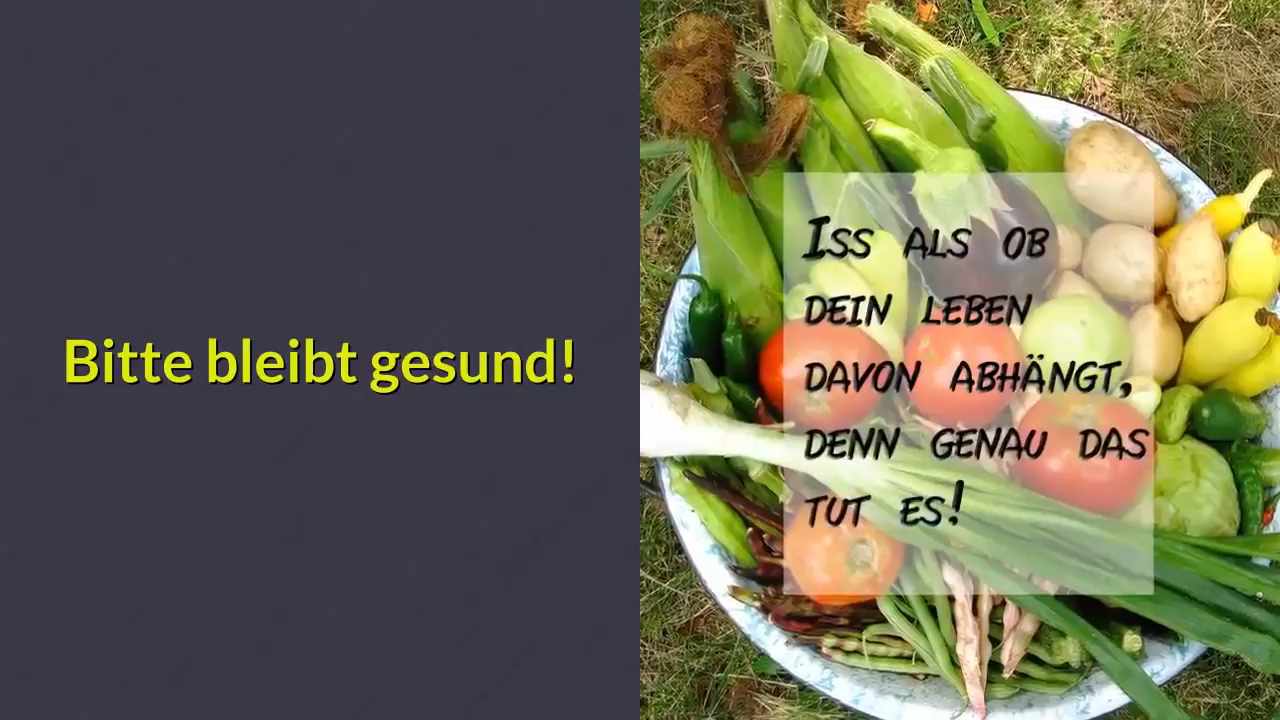 Bitte bleibt gesund!
Iss als ob
dein leben
davon abhängt,
denn genau das
tut es!